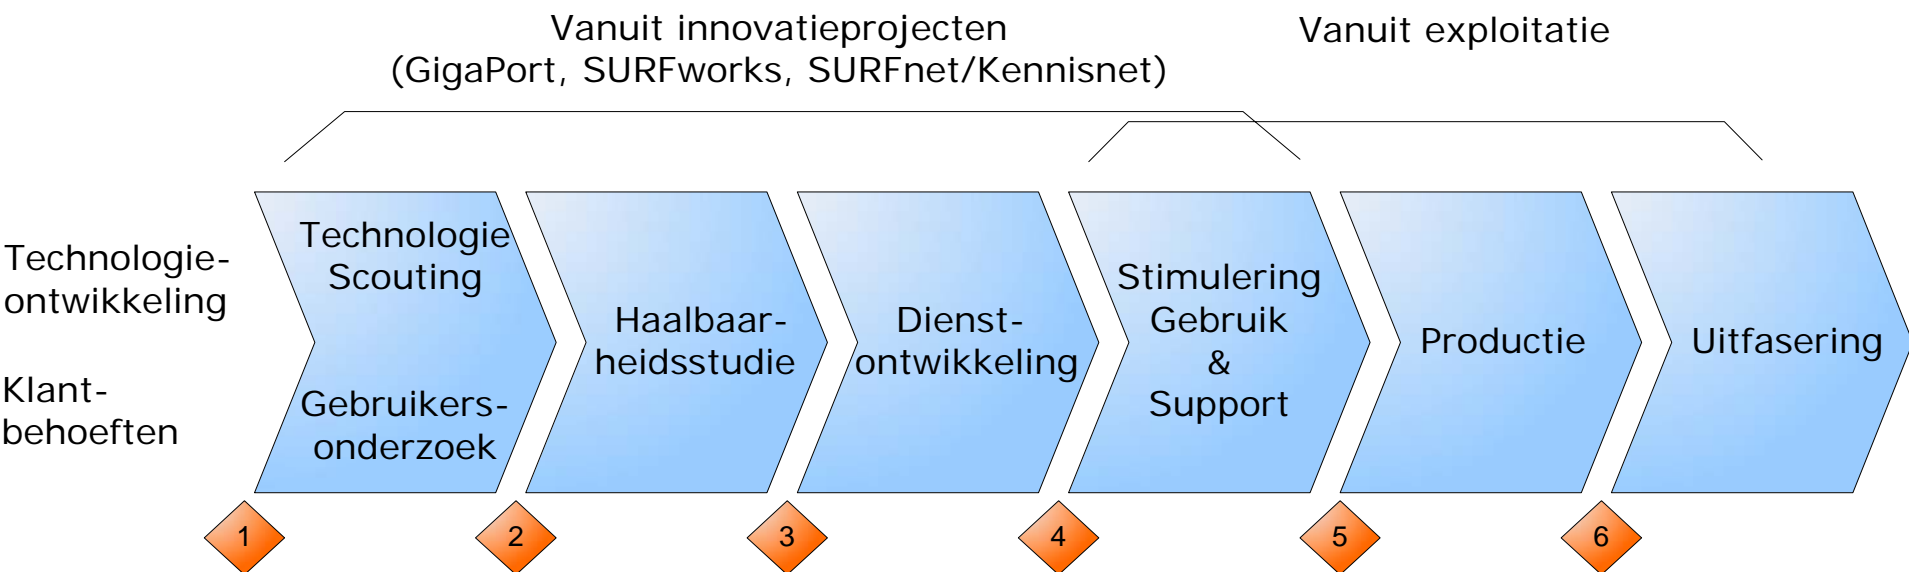 Vanuit innovatieprojecten
(GigaPort, SURFworks, SURFnet/Kennisnet)
Vanuit exploitatie
Technologie-
ontwikkeling
Klant-
behoeften
Technologie
Scouting
Gebruikers-
onderzoek
Haalbaar-
heidsstudie
Dienst-
ontwikkeling
Stimulering
Gebruik
&
Support
Productie
Uitfasering
1
2
3
4
5
6